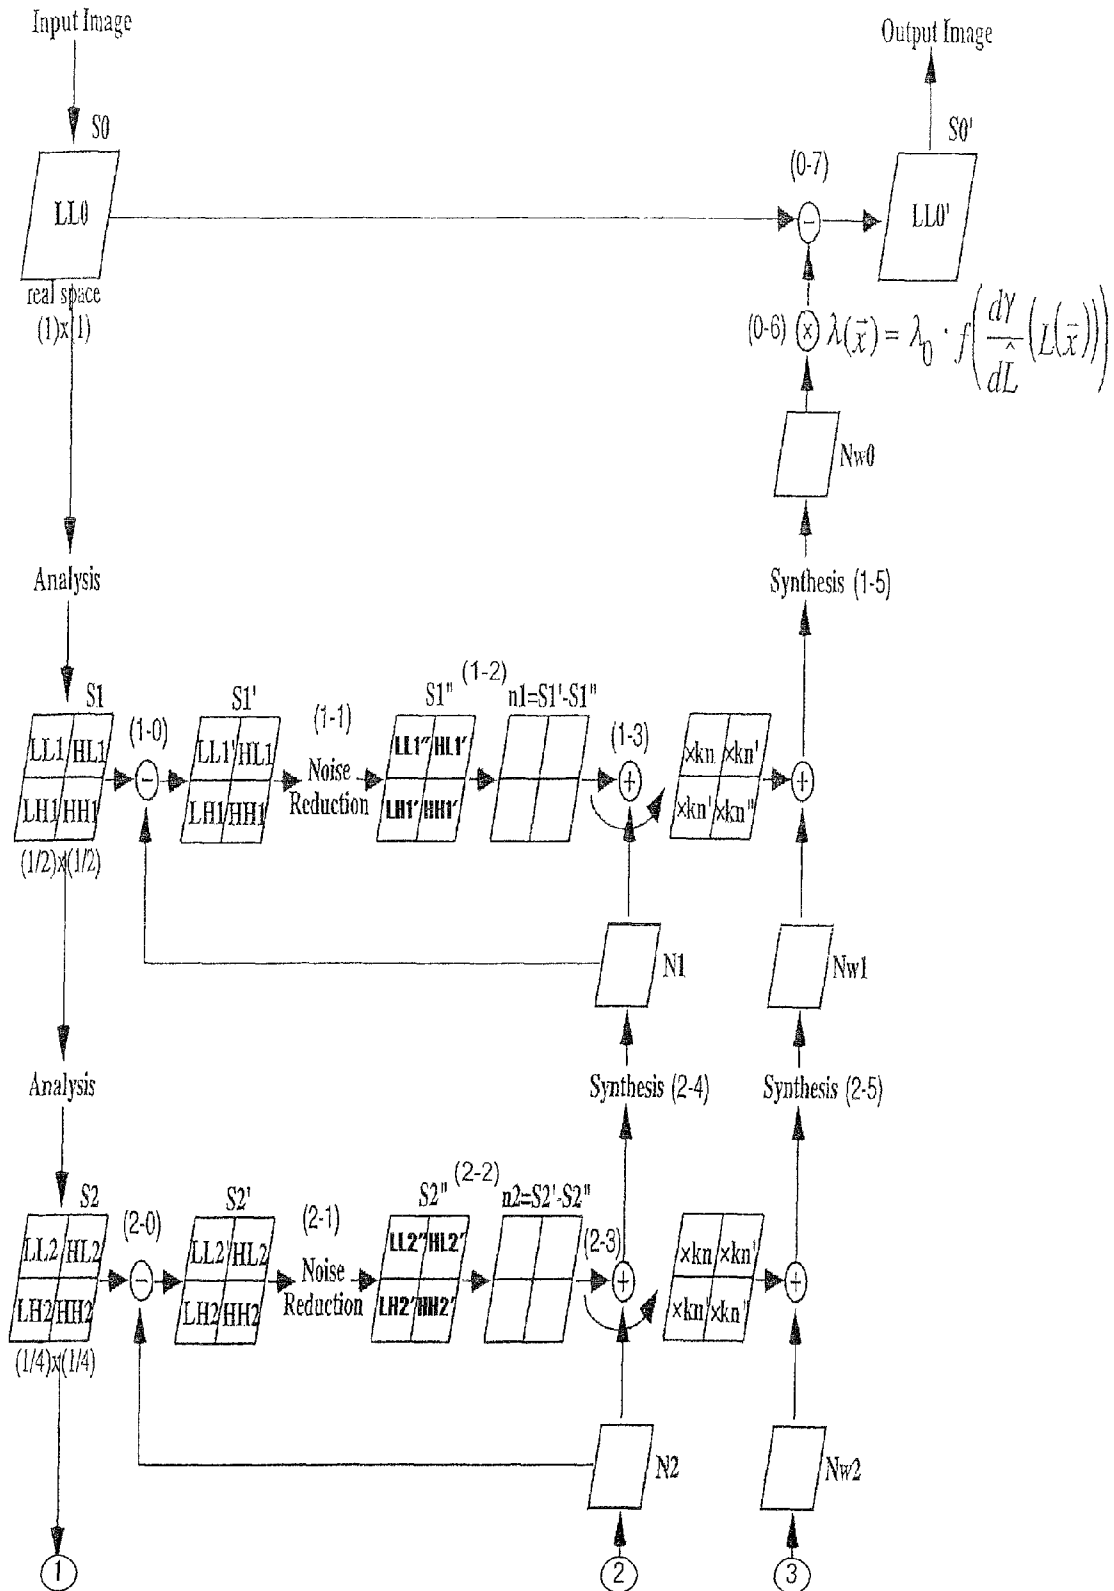 Input Image
Output Image
S0
S0'
(0-7)
LL0
−
LL0'
real space
(1)x(1)
(0-6) × λ(x⃗) = λ0 · f(dγ/dL̂ (L(x⃗)))
Nw0
Analysis
Synthesis (1-5)
S1
(1-0)
S1'
(1-1)
S1"
(1-2)
n1=S1'-S1"
(1-3)
LL1 HL1
LH1 HH1
−
LL1' HL1
LH1 HH1
Noise
Reduction
LL1" HL1'
LH1' HH1'
+
×kn ×kn'
×kn' ×kn"
+
(1/2)x(1/2)
N1
Nw1
Analysis
Synthesis (2-4)
Synthesis (2-5)
S2
(2-0)
S2'
(2-1)
S2"
(2-2)
n2=S2'-S2"
(2-3)
LL2 HL2
LH2 HH2
−
LL2' HL2
LH2 HH2
Noise
Reduction
LL2" HL2'
LH2' HH2'
+
×kn ×kn'
×kn ×kn'
+
(1/4)x(1/4)
N2
Nw2
1
2
3